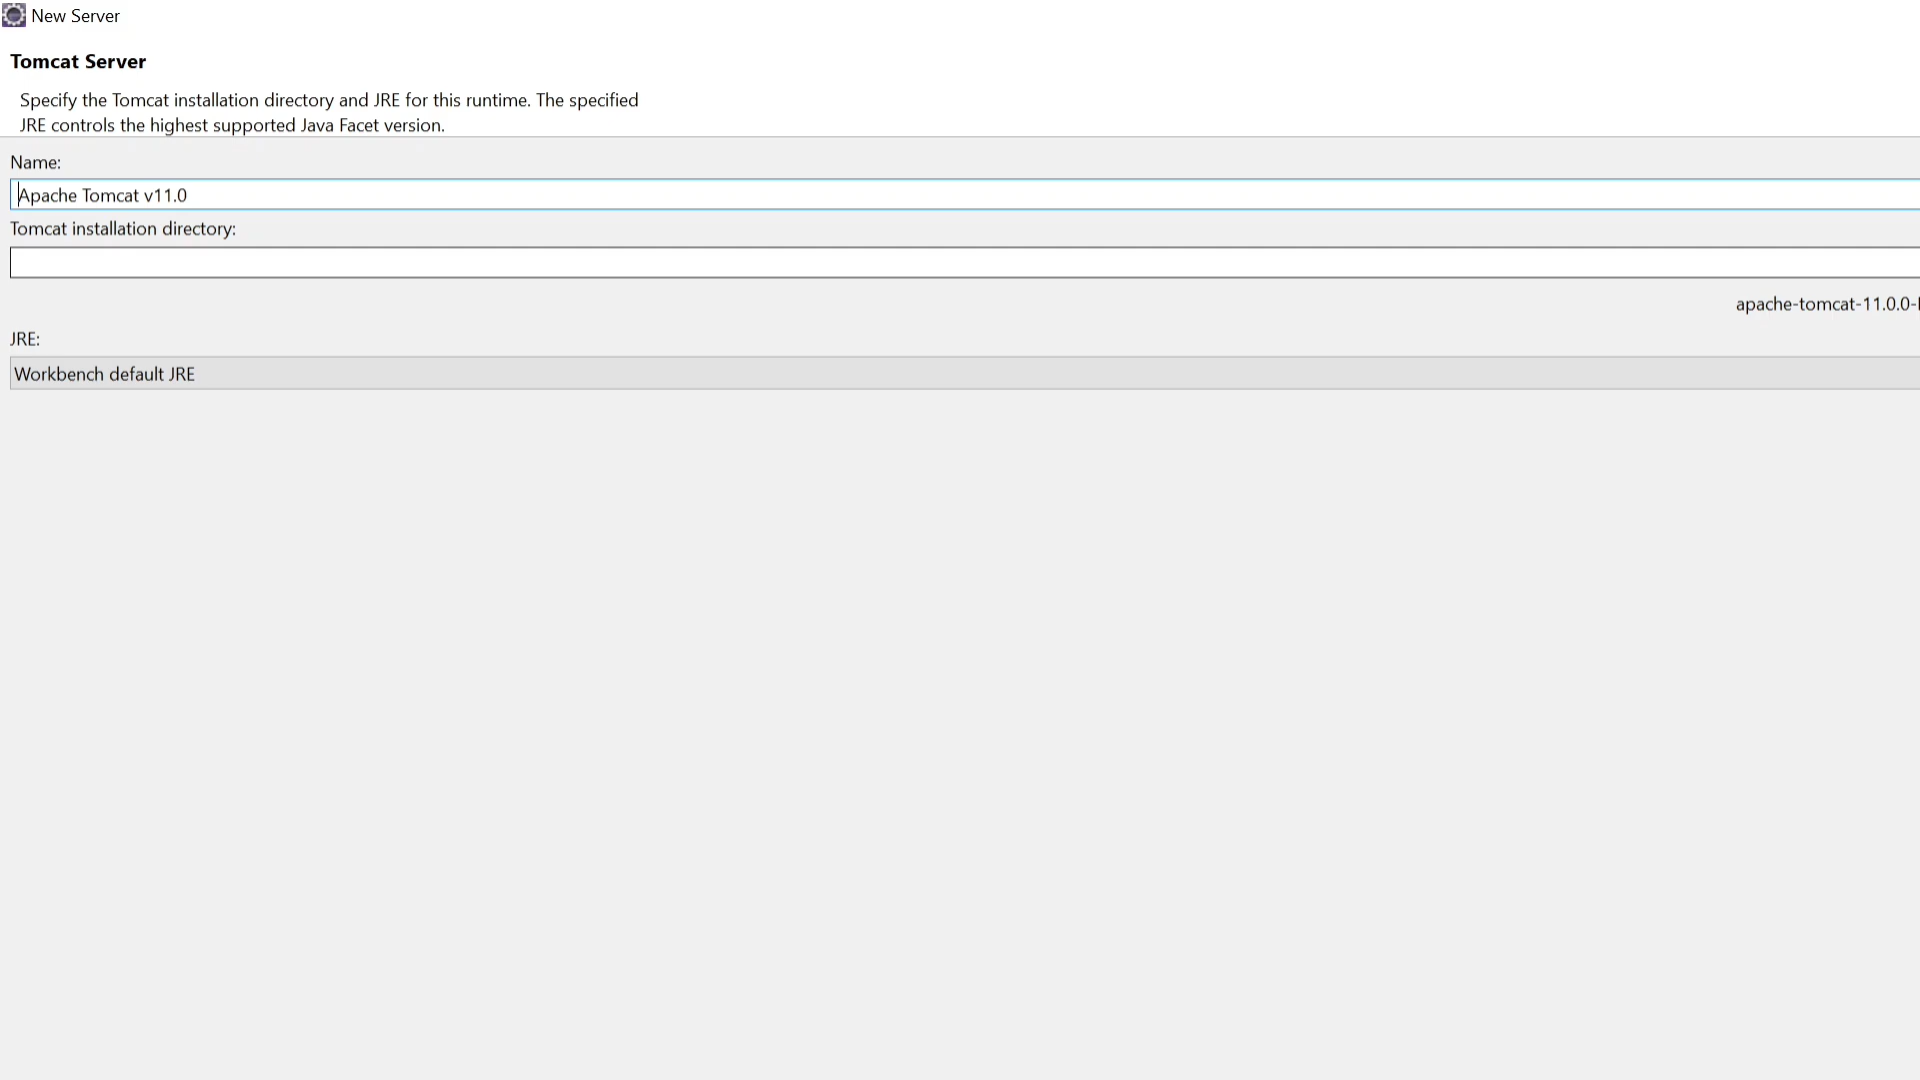 New Server
Tomcat Server
Specify the Tomcat installation directory and JRE for this runtime. The specified
JRE controls the highest supported Java Facet version.
Name:
Apache Tomcat v11.0
Tomcat installation directory:
apache-tomcat-11.0.0-
JRE:
Workbench default JRE